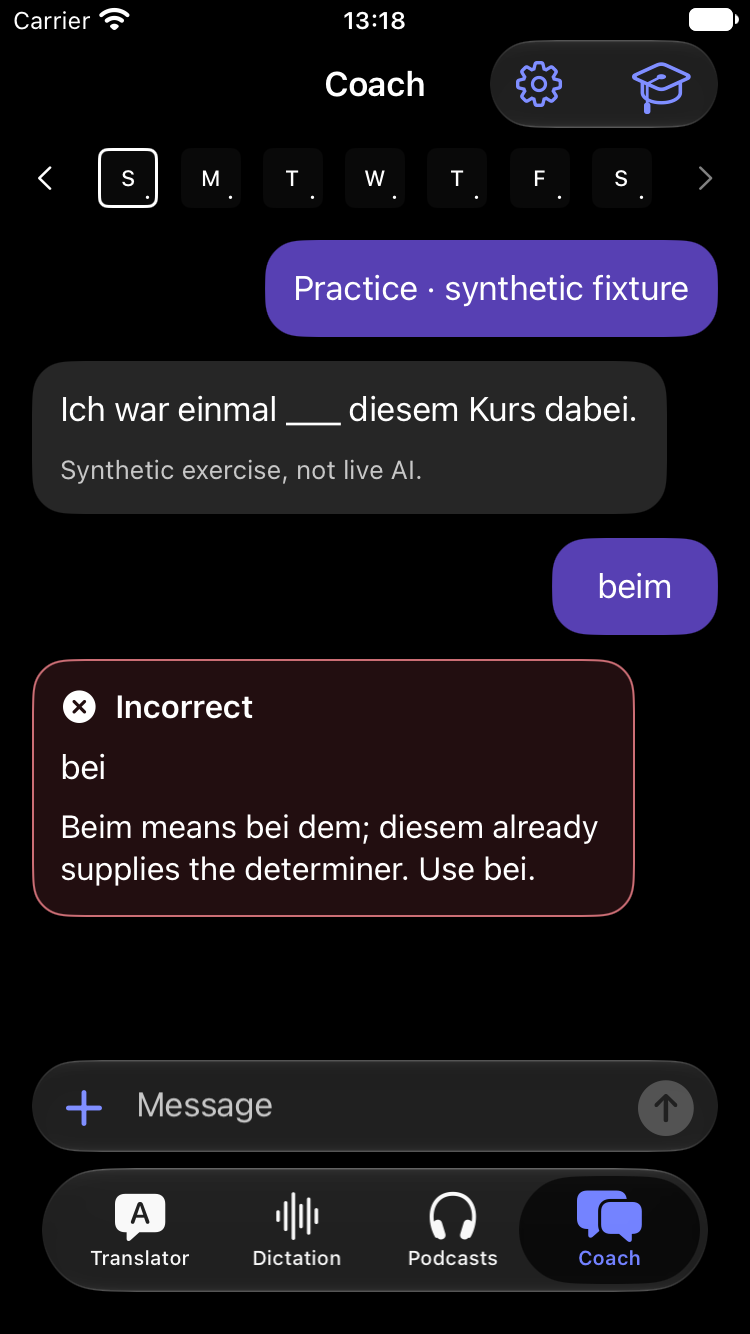 Carrier 13:18
Coach
S M T W T F S
Practice · synthetic fixture
Ich war einmal ___ diesem Kurs dabei.
Synthetic exercise, not live AI.
beim
Incorrect
bei
Beim means bei dem; diesem already
supplies the determiner. Use bei.
Message
A
Translator Dictation Podcasts Coach